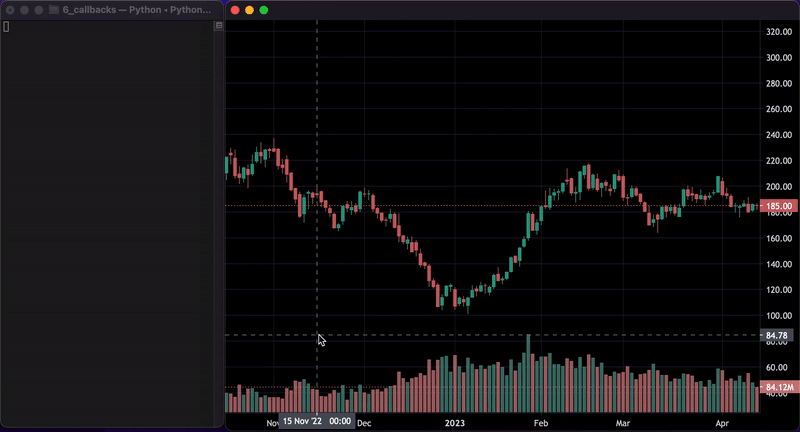 6_callbacks — Python • Python...
320.00
300.00
280.00
260.00
240.00
220.00
200.00
185.00
180.00
160.00
140.00
120.00
100.00
84.78
80.00
84.12M
40.00
Nov
15 Nov '22 00:00
Dec
2023
Feb
Mar
Apr